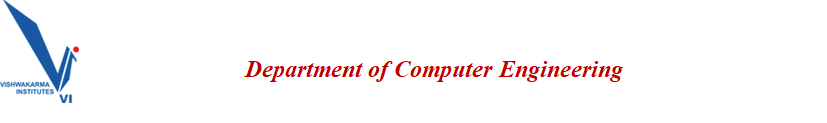 Department of Computer Engineering
VISHWAKARMA
INSTITUTES
VI